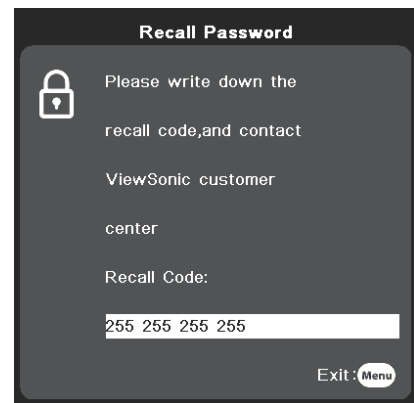 Recall Password
Please write down the
recall code,and contact
ViewSonic customer
center
Recall Code:
255 255 255 255
Exit:Menu